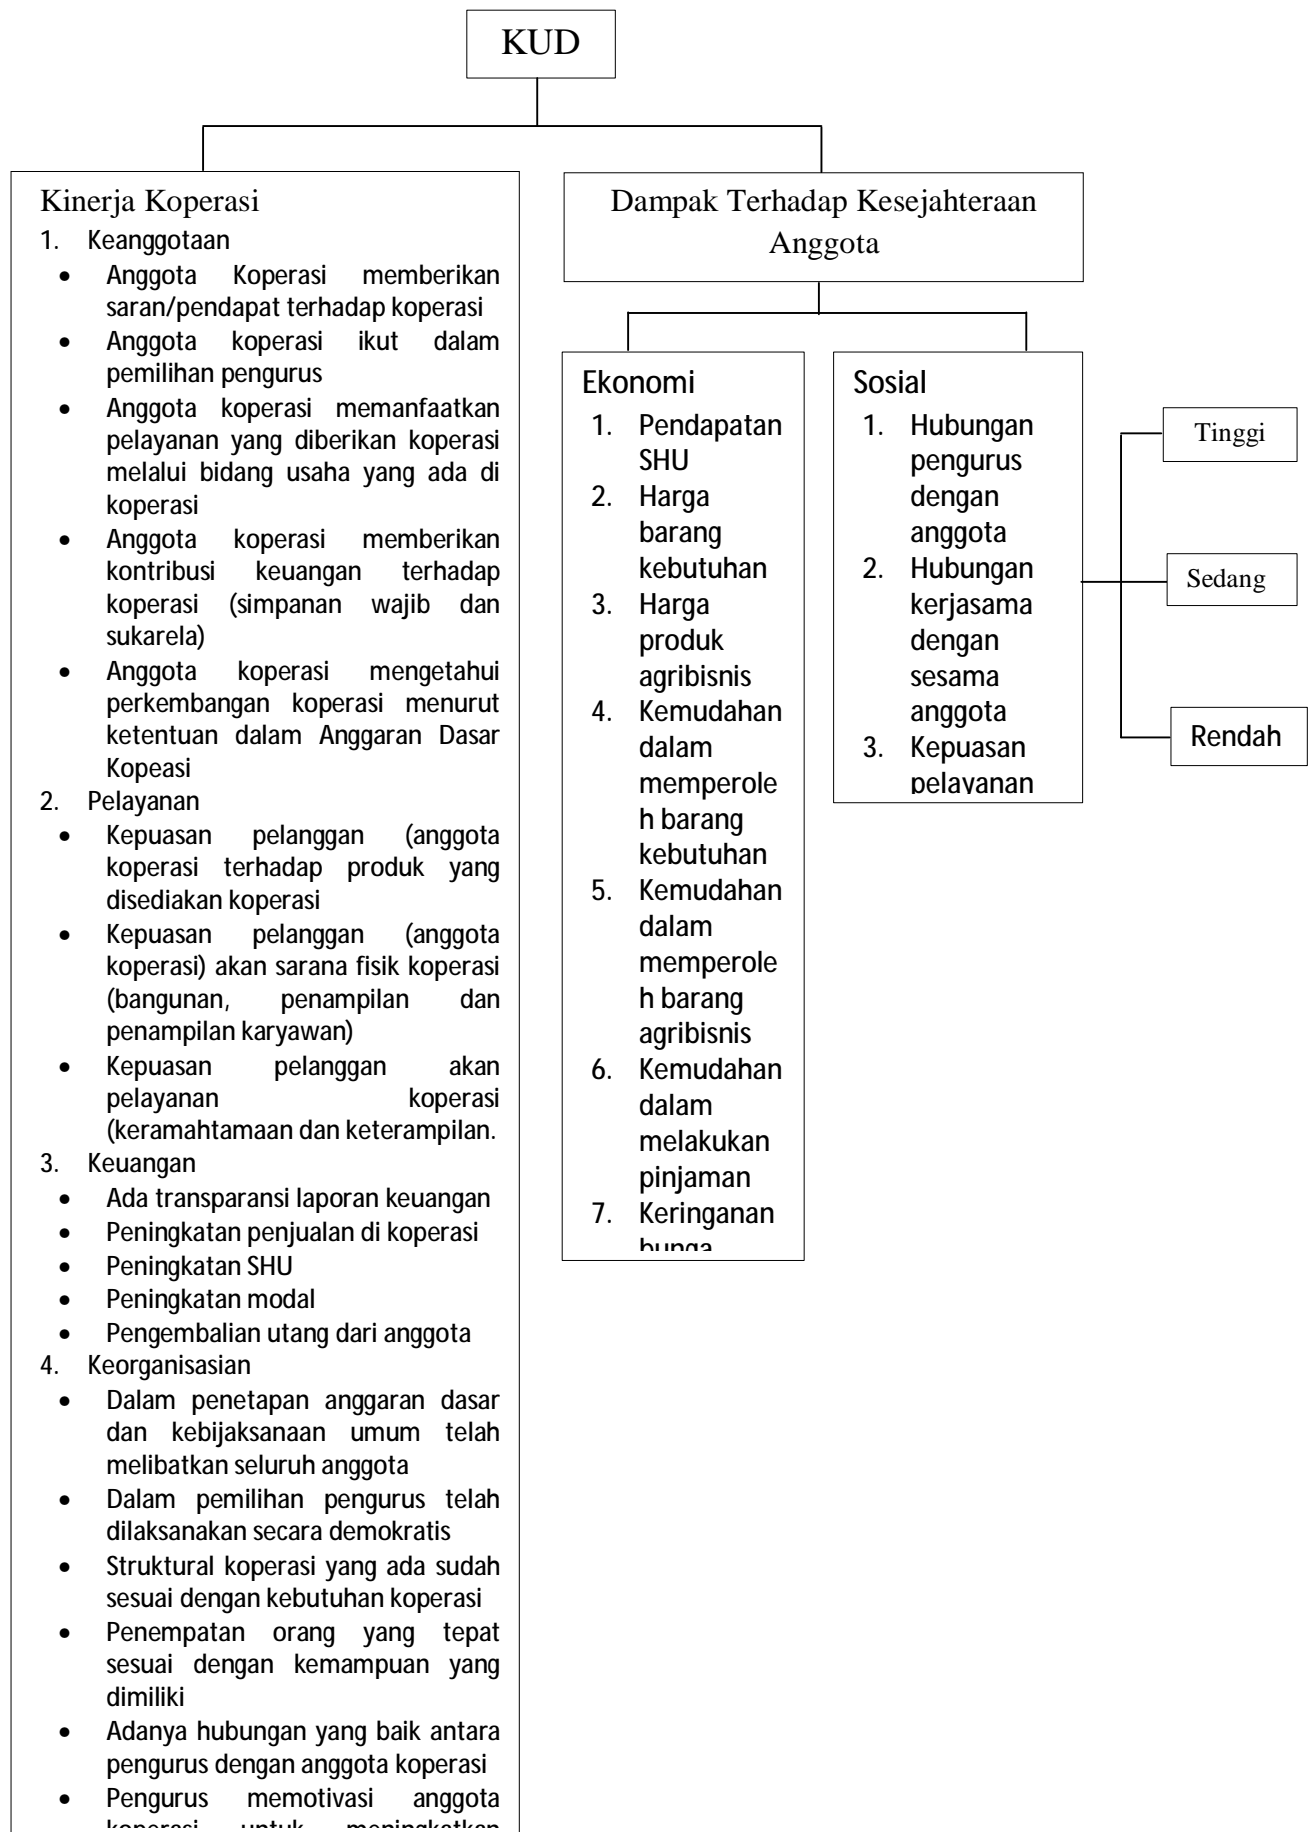 KUD
Kinerja Koperasi
1. Keanggotaan
• Anggota Koperasi memberikan
saran/pendapat terhadap koperasi
• Anggota koperasi ikut dalam
pemilihan pengurus
• Anggota koperasi memanfaatkan
pelayanan yang diberikan koperasi
melalui bidang usaha yang ada di
koperasi
• Anggota koperasi memberikan
kontribusi keuangan terhadap
koperasi (simpanan wajib dan
sukarela)
• Anggota koperasi mengetahui
perkembangan koperasi menurut
ketentuan dalam Anggaran Dasar
Kopeasi
2. Pelayanan
• Kepuasan pelanggan (anggota
koperasi terhadap produk yang
disediakan koperasi
• Kepuasan pelanggan (anggota
koperasi) akan sarana fisik koperasi
(bangunan, penampilan dan
penampilan karyawan)
• Kepuasan pelanggan akan
pelayanan koperasi
(keramahtamaan dan keterampilan.
3. Keuangan
• Ada transparansi laporan keuangan
• Peningkatan penjualan di koperasi
• Peningkatan SHU
• Peningkatan modal
• Pengembalian utang dari anggota
4. Keorganisasian
• Dalam penetapan anggaran dasar
dan kebijaksanaan umum telah
melibatkan seluruh anggota
• Dalam pemilihan pengurus telah
dilaksanakan secara demokratis
• Struktural koperasi yang ada sudah
sesuai dengan kebutuhan koperasi
• Penempatan orang yang tepat
sesuai dengan kemampuan yang
dimiliki
• Adanya hubungan yang baik antara
pengurus dengan anggota koperasi
• Pengurus memotivasi anggota
koperasi untuk meningkatkan
Dampak Terhadap Kesejahteraan
Anggota
Ekonomi
1. Pendapatan
SHU
2. Harga
barang
kebutuhan
3. Harga
produk
agribisnis
4. Kemudahan
dalam
memperole
h barang
kebutuhan
5. Kemudahan
dalam
memperole
h barang
agribisnis
6. Kemudahan
dalam
melakukan
pinjaman
7. Keringanan
bunga
Sosial
1. Hubungan
pengurus
dengan
anggota
2. Hubungan
kerjasama
dengan
sesama
anggota
3. Kepuasan
pelayanan
Tinggi
Sedang
Rendah